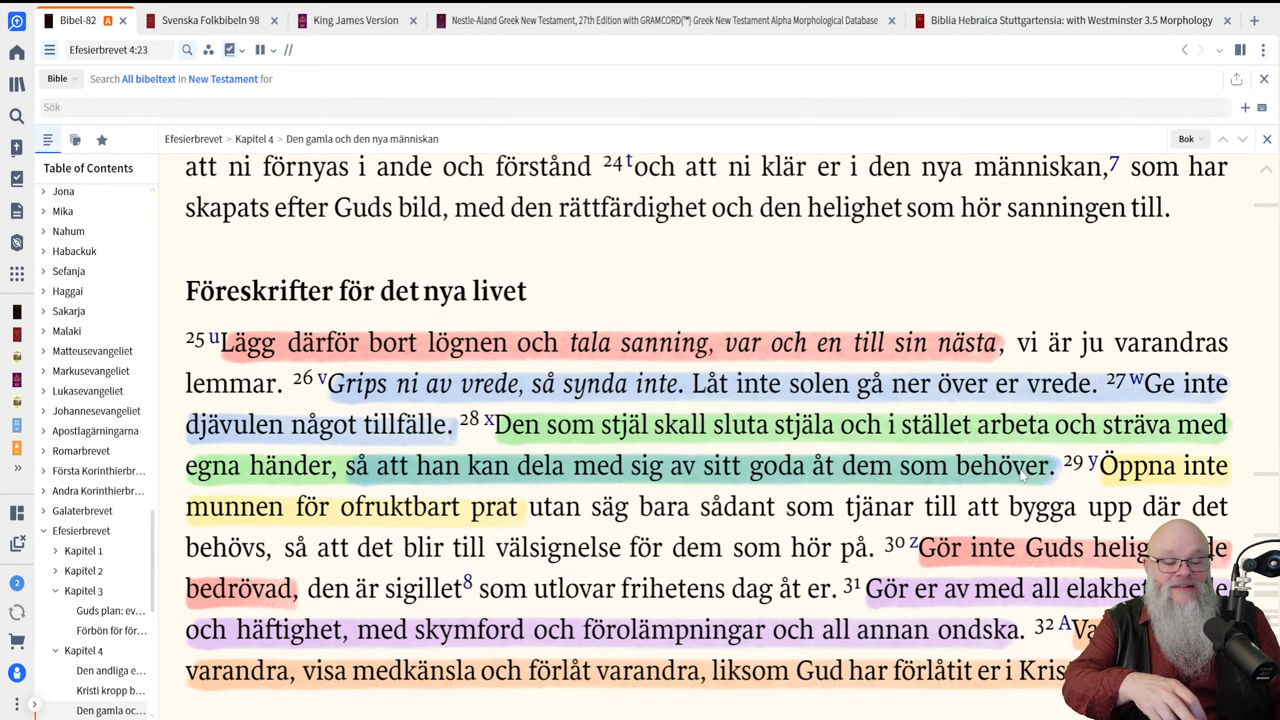 Bibel-82 A
Svenska Folkbibeln 98
King James Version
Nestle-Aland Greek New Testament, 27th Edition with GRAMCORD(™) Greek New Testament Alpha Morphological Database
Biblia Hebraica Stuttgartensia: with Westminster 3.5 Morphology
Efesierbrevet 4:23
Bible
Search All bibeltext in New Testament for
Sök
Efesierbrevet > Kapitel 4 > Den gamla och den nya människan
Bok
Table of Contents
Jona
Mika
Nahum
Habackuk
Sefanja
Haggai
Sakarja
Malaki
Matteusevangeliet
Markusevangeliet
Lukasevangeliet
Johannesevangeliet
Apostlagärningarna
Romarbrevet
Första Korinthierbr...
Andra Korinthierbr...
Galaterbrevet
Efesierbrevet
Kapitel 1
Kapitel 2
Kapitel 3
Guds plan: ev...
Förbön för för...
Kapitel 4
Den andliga e...
Kristi kropp b...
Den gamla oc...
2
att ni förnyas i ande och förstånd 24 t och att ni klär er i den nya människan,7 som har
skapats efter Guds bild, med den rättfärdighet och den helighet som hör sanningen till.
Föreskrifter för det nya livet
25 u Lägg därför bort lögnen och tala sanning, var och en till sin nästa, vi är ju varandras
lemmar. 26 v Grips ni av vrede, så synda inte. Låt inte solen gå ner över er vrede. 27 w Ge inte
djävulen något tillfälle. 28 x Den som stjäl skall sluta stjäla och i stället arbeta och sträva med
egna händer, så att han kan dela med sig av sitt goda åt dem som behöver. 29 y Öppna inte
munnen för ofruktbart prat utan säg bara sådant som tjänar till att bygga upp där det
behövs, så att det blir till välsignelse för dem som hör på. 30 z Gör inte Guds
bedrövad, den är sigillet8 som utlovar frihetens dag åt er. 31 Gör er av med all
och häftighet, med skymford och förolämpningar och all annan ondska. 32 A
varandra, visa medkänsla och förlåt varandra, liksom Gud har förlåtit er i